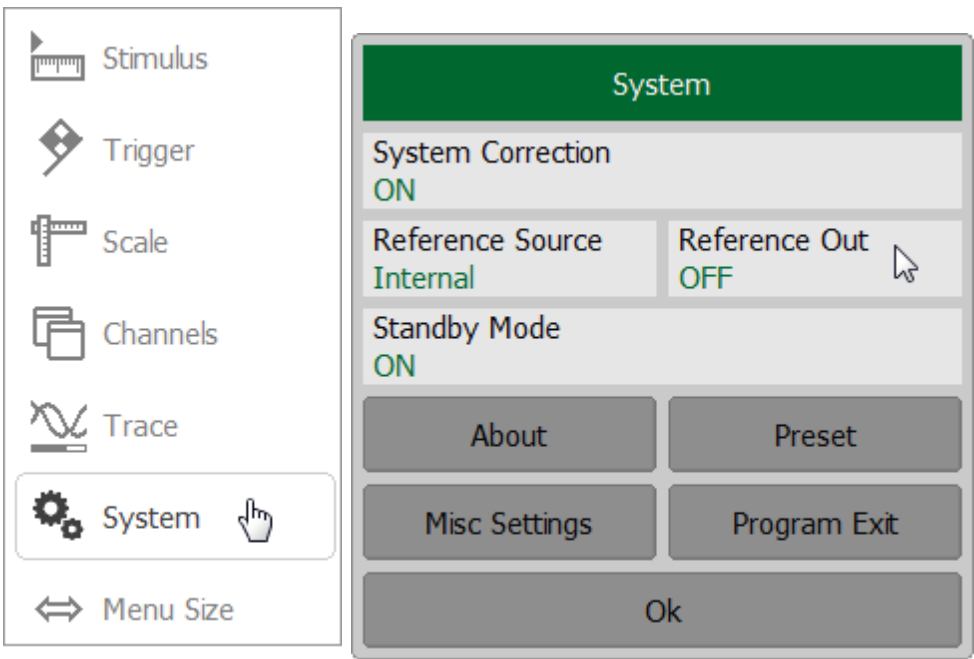 Stimulus
Trigger
Scale
Channels
Trace
System
Menu Size
System
System Correction
ON
Reference Source
Internal
Reference Out
OFF
Standby Mode
ON
About
Preset
Misc Settings
Program Exit
Ok